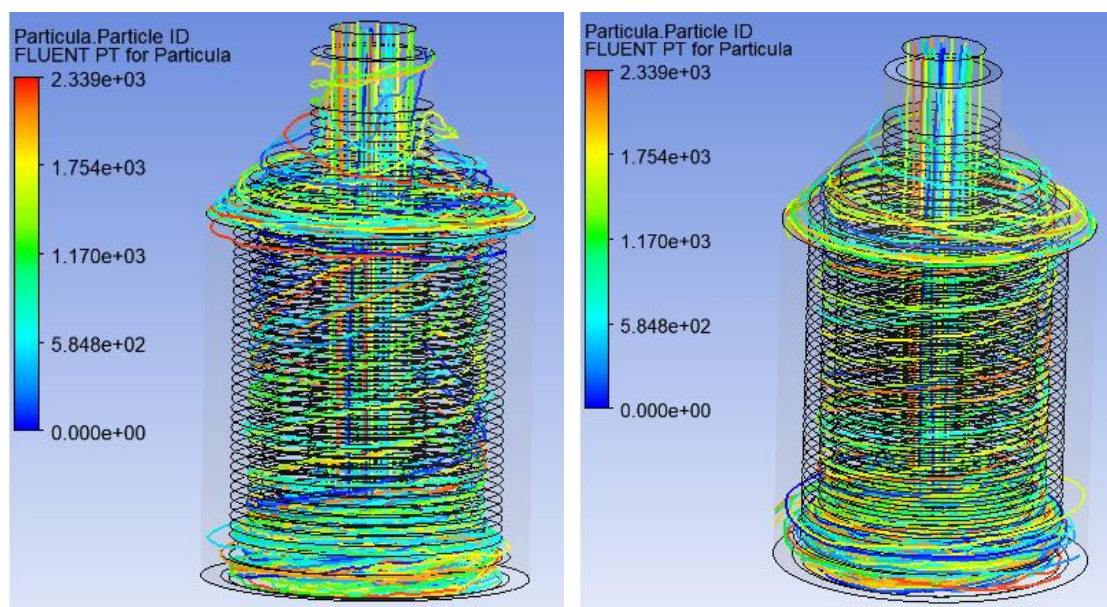 Particula.Particle ID
FLUENT PT for Particula
2.339e+03
1.754e+03
1.170e+03
5.848e+02
0.000e+00
Particula.Particle ID
FLUENT PT for Particula
2.339e+03
1.754e+03
1.170e+03
5.848e+02
0.000e+00